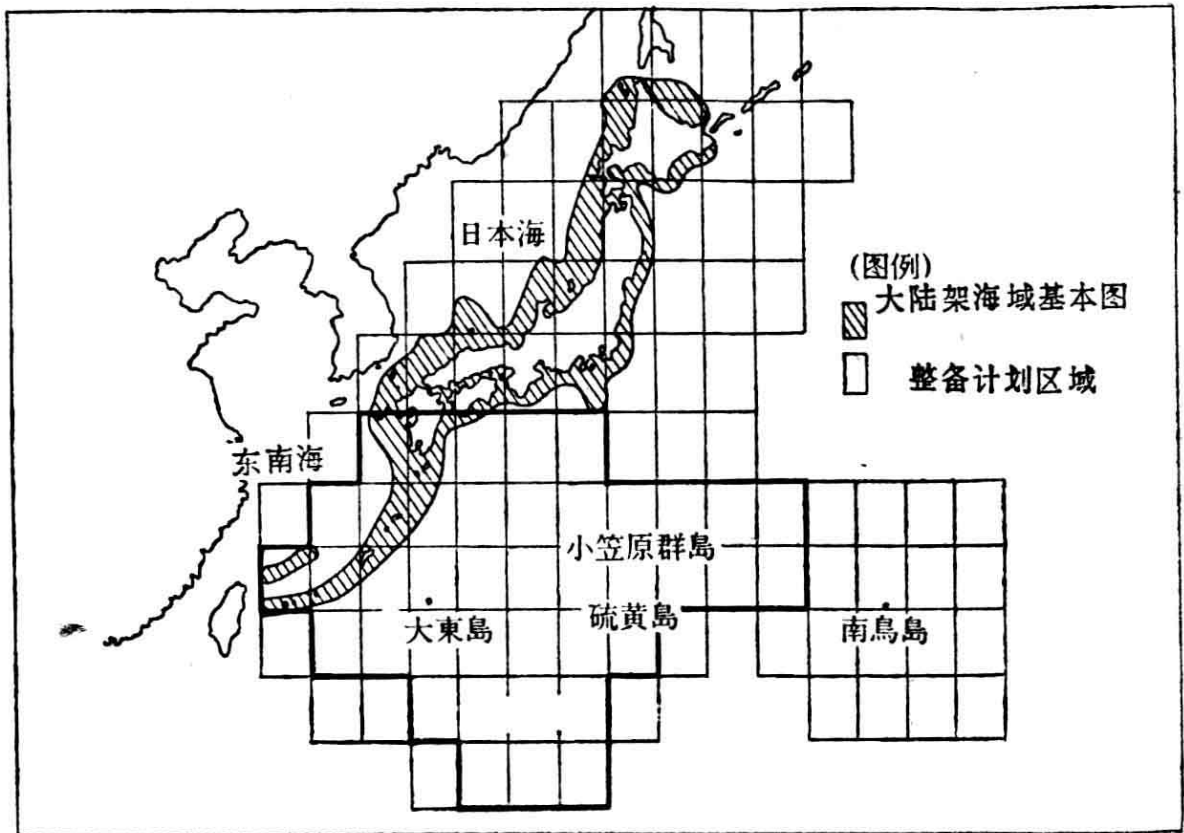 日本海
(图例)
大陆架海域基本图
整备计划区域
东南海
小笠原群島
大東島
硫黄島
南鳥島